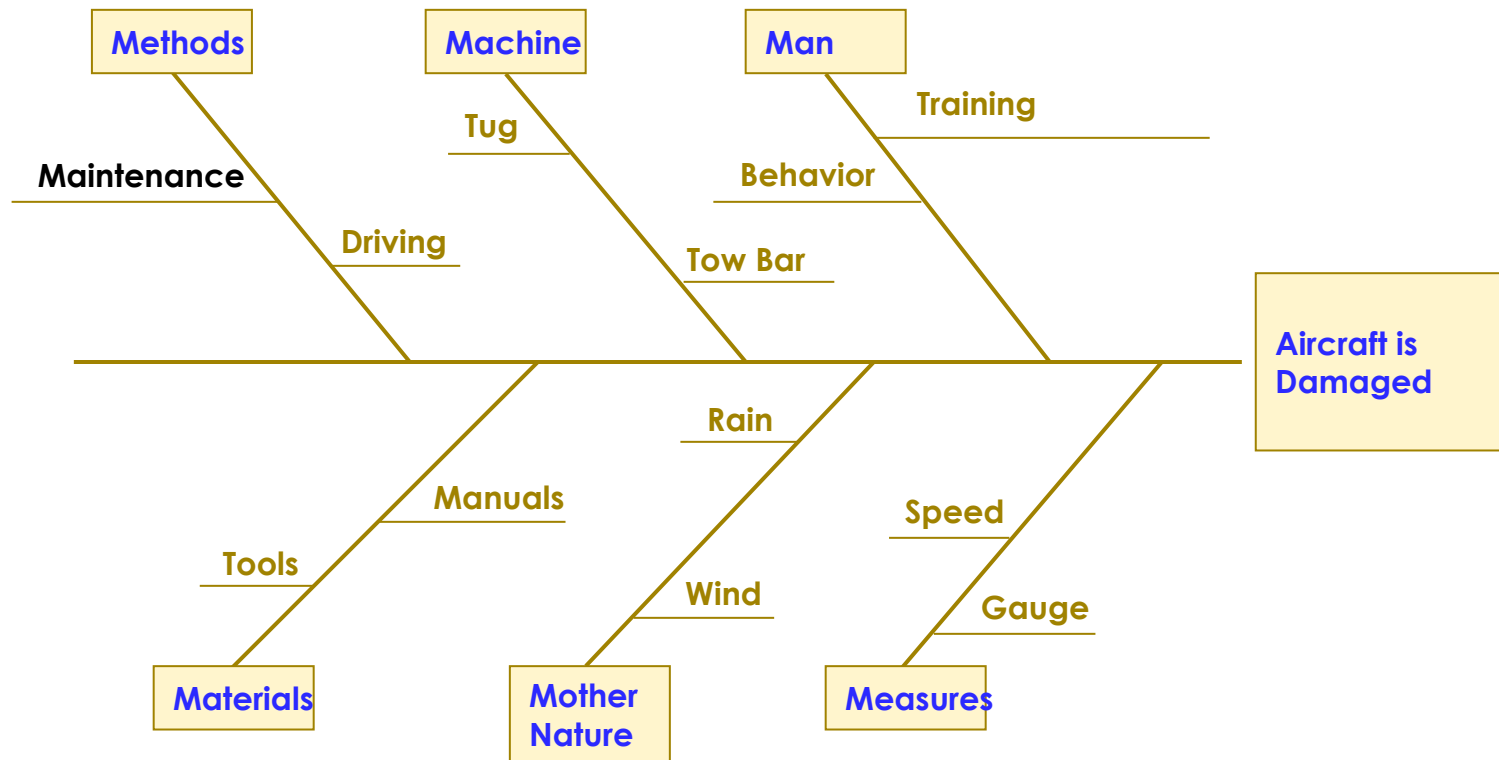 Methods
Machine
Man
Training
Tug
Maintenance
Behavior
Driving
Tow Bar
Aircraft is
Damaged
Rain
Manuals
Speed
Tools
Wind
Gauge
Materials
Mother
Nature
Measures